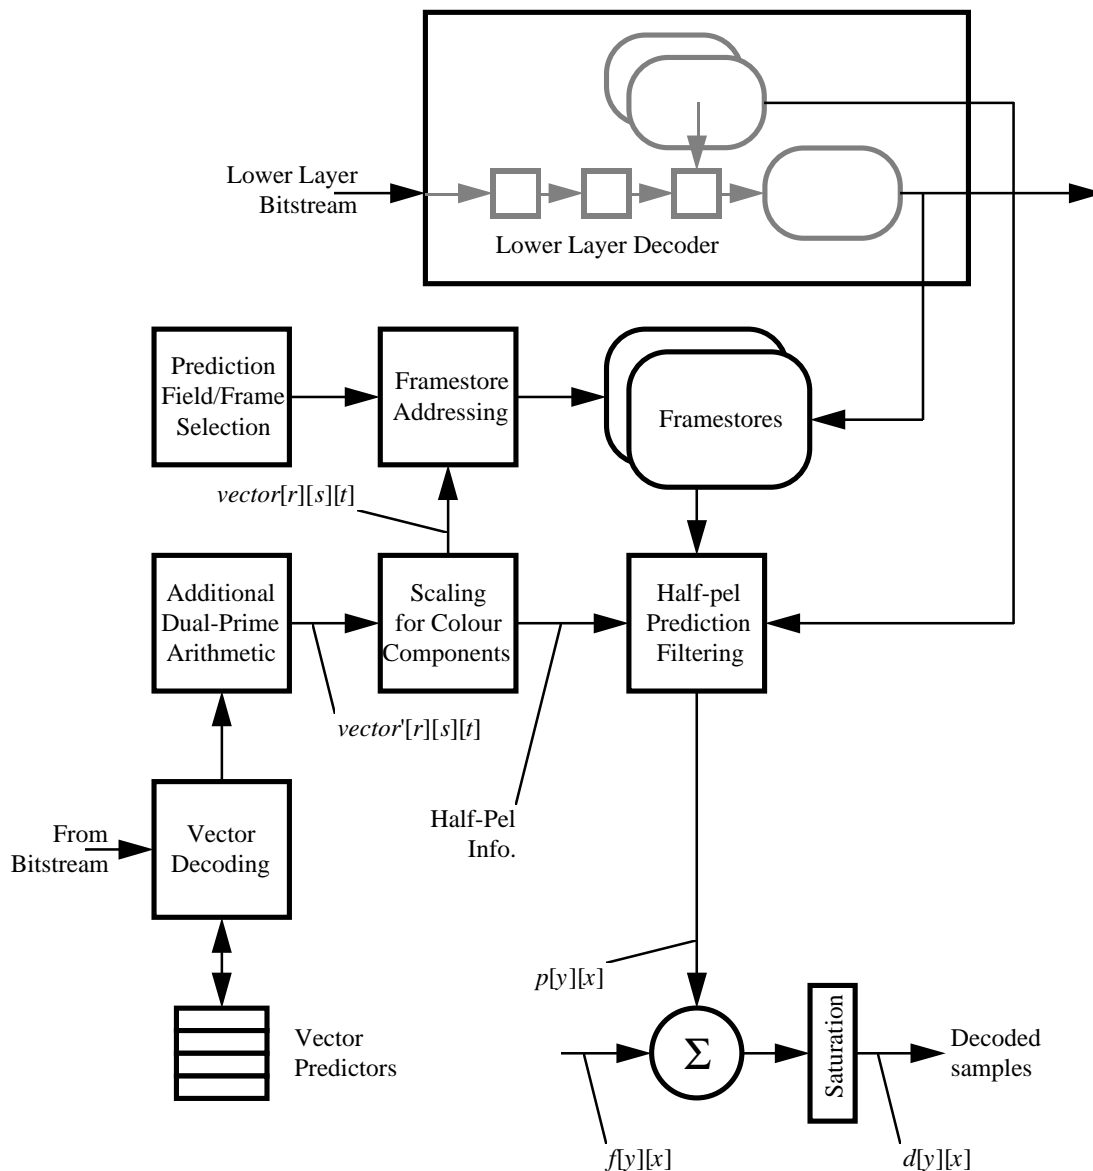 Lower Layer
Bitstream
Lower Layer Decoder
Prediction
Field/Frame
Selection
Framestore
Addressing
Framestores
vector[r][s][t]
Additional
Dual-Prime
Arithmetic
Scaling
for Colour
Components
Half-pel
Prediction
Filtering
vector'[r][s][t]
From
Bitstream
Vector
Decoding
Half-Pel
Info.
p[y][x]
Vector
Predictors
Σ
Saturation
Decoded
samples
f[y][x]
d[y][x]